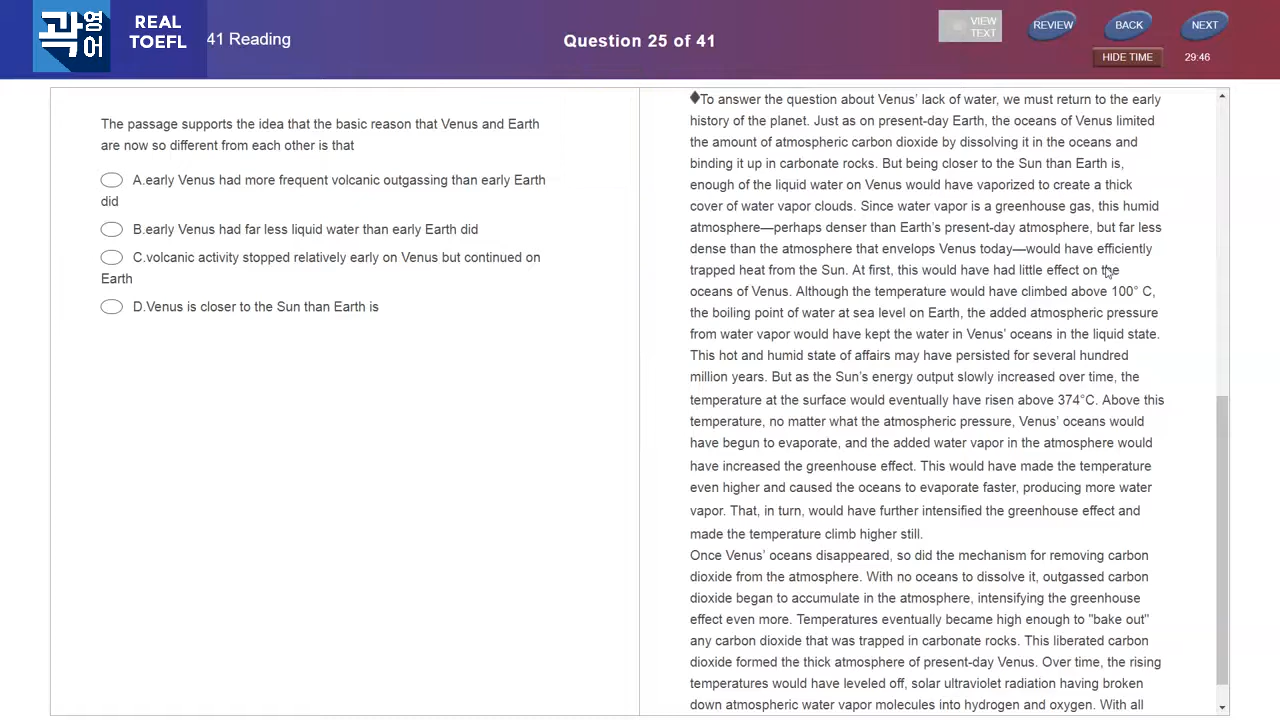 광영어
REAL
TOEFL
41 Reading
Question 25 of 41
VIEW
TEXT
REVIEW
BACK
NEXT
HIDE TIME
29:46
The passage supports the idea that the basic reason that Venus and Earth
are now so different from each other is that
A.early Venus had more frequent volcanic outgassing than early Earth
did
B.early Venus had far less liquid water than early Earth did
C.volcanic activity stopped relatively early on Venus but continued on
Earth
D.Venus is closer to the Sun than Earth is
♦To answer the question about Venus’ lack of water, we must return to the early
history of the planet. Just as on present-day Earth, the oceans of Venus limited
the amount of atmospheric carbon dioxide by dissolving it in the oceans and
binding it up in carbonate rocks. But being closer to the Sun than Earth is,
enough of the liquid water on Venus would have vaporized to create a thick
cover of water vapor clouds. Since water vapor is a greenhouse gas, this humid
atmosphere—perhaps denser than Earth’s present-day atmosphere, but far less
dense than the atmosphere that envelops Venus today—would have efficiently
trapped heat from the Sun. At first, this would have had little effect on the
oceans of Venus. Although the temperature would have climbed above 100° C,
the boiling point of water at sea level on Earth, the added atmospheric pressure
from water vapor would have kept the water in Venus’ oceans in the liquid state.
This hot and humid state of affairs may have persisted for several hundred
million years. But as the Sun’s energy output slowly increased over time, the
temperature at the surface would eventually have risen above 374°C. Above this
temperature, no matter what the atmospheric pressure, Venus’ oceans would
have begun to evaporate, and the added water vapor in the atmosphere would
have increased the greenhouse effect. This would have made the temperature
even higher and caused the oceans to evaporate faster, producing more water
vapor. That, in turn, would have further intensified the greenhouse effect and
made the temperature climb higher still.
Once Venus’ oceans disappeared, so did the mechanism for removing carbon
dioxide from the atmosphere. With no oceans to dissolve it, outgassed carbon
dioxide began to accumulate in the atmosphere, intensifying the greenhouse
effect even more. Temperatures eventually became high enough to "bake out"
any carbon dioxide that was trapped in carbonate rocks. This liberated carbon
dioxide formed the thick atmosphere of present-day Venus. Over time, the rising
temperatures would have leveled off, solar ultraviolet radiation having broken
down atmospheric water vapor molecules into hydrogen and oxygen. With all